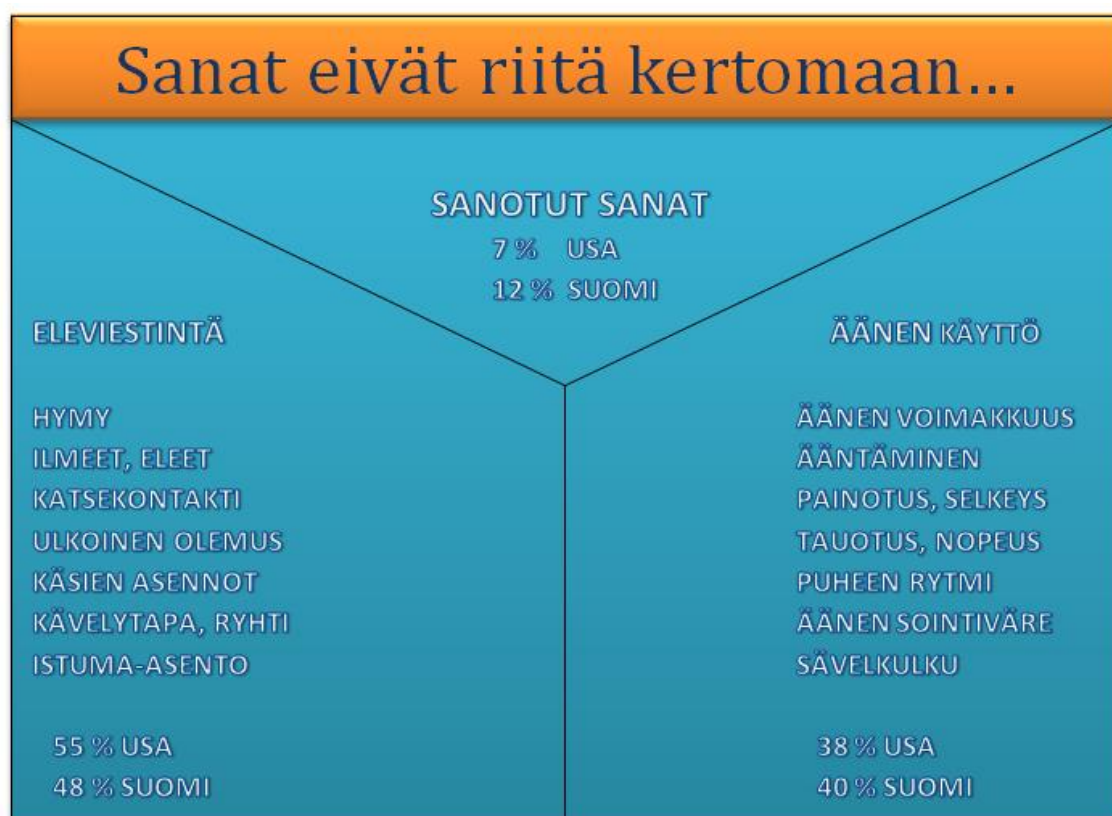 Sanat eivät riitä kertomaan...
SANOTUT SANAT
7 % USA
12 % SUOMI
ELEVIESTINTÄ
HYMY
ILMEET, ELEET
KATSEKONTAKTI
ULKOINEN OLEMUS
KÄSIEN ASENNOT
KÄVELYTAPA, RYHTI
ISTUMA-ASENTO
55 % USA
48 % SUOMI
ÄÄNEN KÄYTTÖ
ÄÄNEN VOIMAKKUUS
ÄÄNTÄMINEN
PAINOTUS, SELKEYS
TAUOTUS, NOPEUS
PUHEEN RYTMI
ÄÄNEN SOINTIVÄRE
SÄVELKULKU
38 % USA
40 % SUOMI